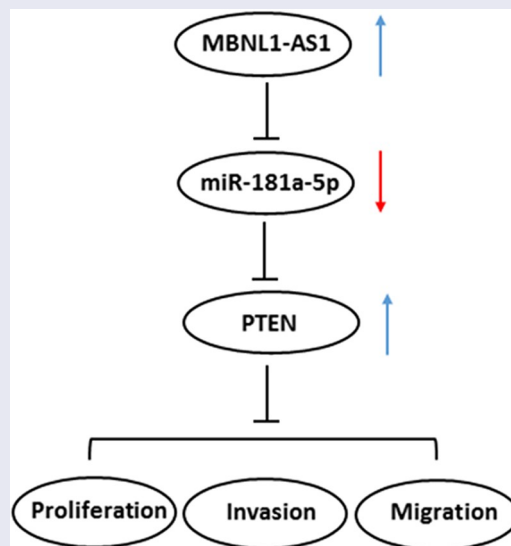 MBNL1-AS1
miR-181a-5p
PTEN
Proliferation
Invasion
Migration